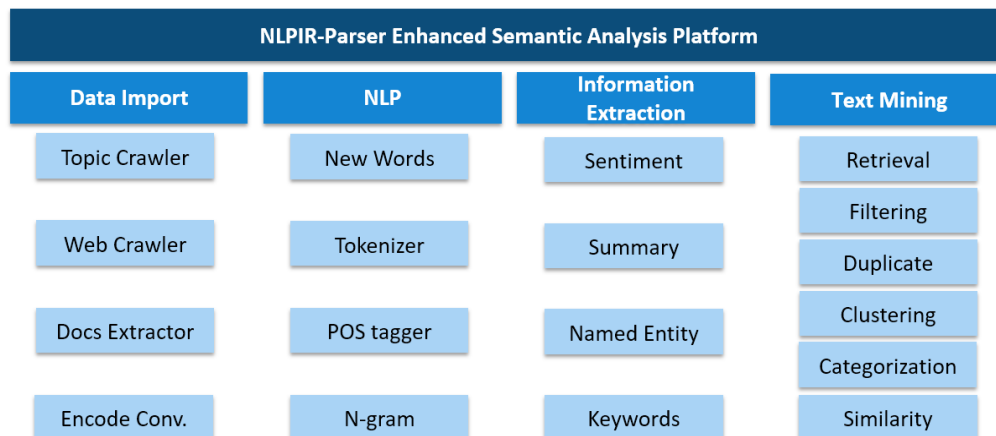 NLPIR-Parser Enhanced Semantic Analysis Platform
Data Import
Topic Crawler
Web Crawler
Docs Extractor
Encode Conv.
NLP
New Words
Tokenizer
POS tagger
N-gram
Information
Extraction
Sentiment
Summary
Named Entity
Keywords
Text Mining
Retrieval
Filtering
Duplicate
Clustering
Categorization
Similarity